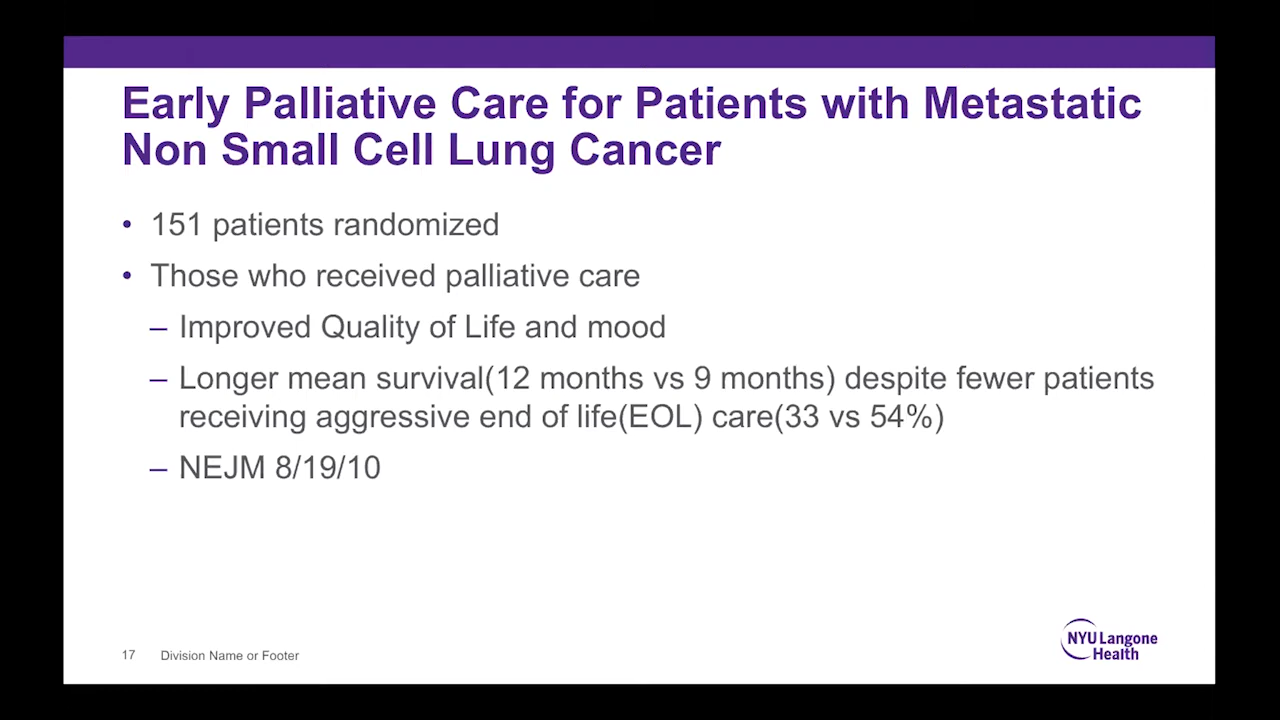 Early Palliative Care for Patients with Metastatic
Non Small Cell Lung Cancer
• 151 patients randomized
• Those who received palliative care
– Improved Quality of Life and mood
– Longer mean survival(12 months vs 9 months) despite fewer patients
receiving aggressive end of life(EOL) care(33 vs 54%)
– NEJM 8/19/10
17 Division Name or Footer
NYU Langone
Health